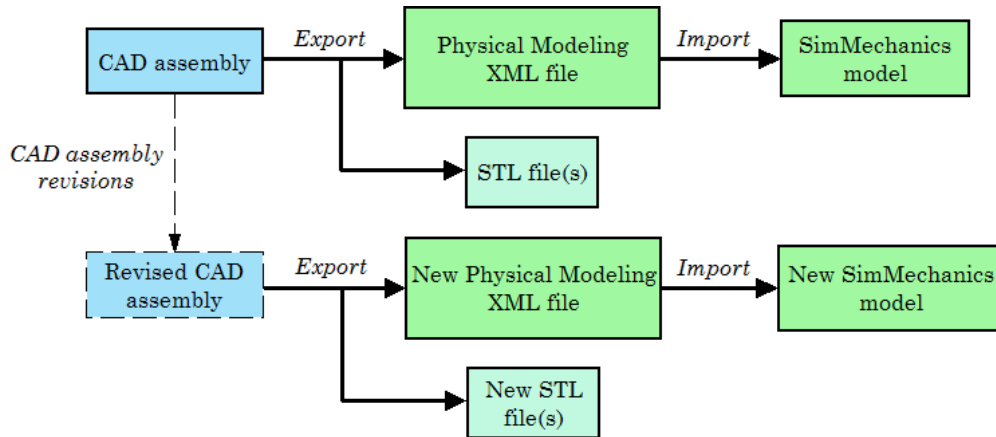 Export
Import
CAD assembly
Physical Modeling
XML file
SimMechanics
model
CAD assembly
revisions
STL file(s)
Revised CAD
assembly
Export
New Physical Modeling
XML file
Import
New SimMechanics
model
New STL
file(s)